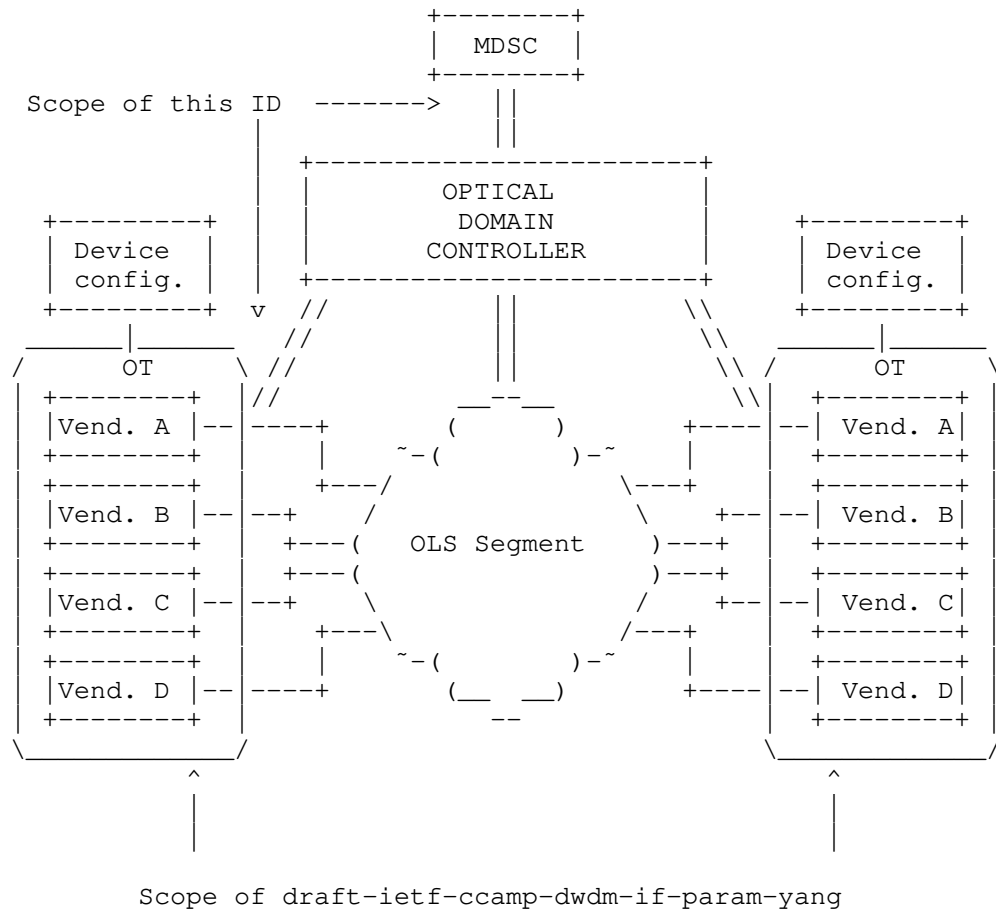 MDSC
Scope of this ID
OPTICAL
DOMAIN
CONTROLLER
Device
config.
Device
config.
OT
OT
Vend. A
Vend. A
Vend. B
Vend. B
OLS Segment
Vend. C
Vend. C
Vend. D
Vend. D
Scope of draft-ietf-ccamp-dwdm-if-param-yang